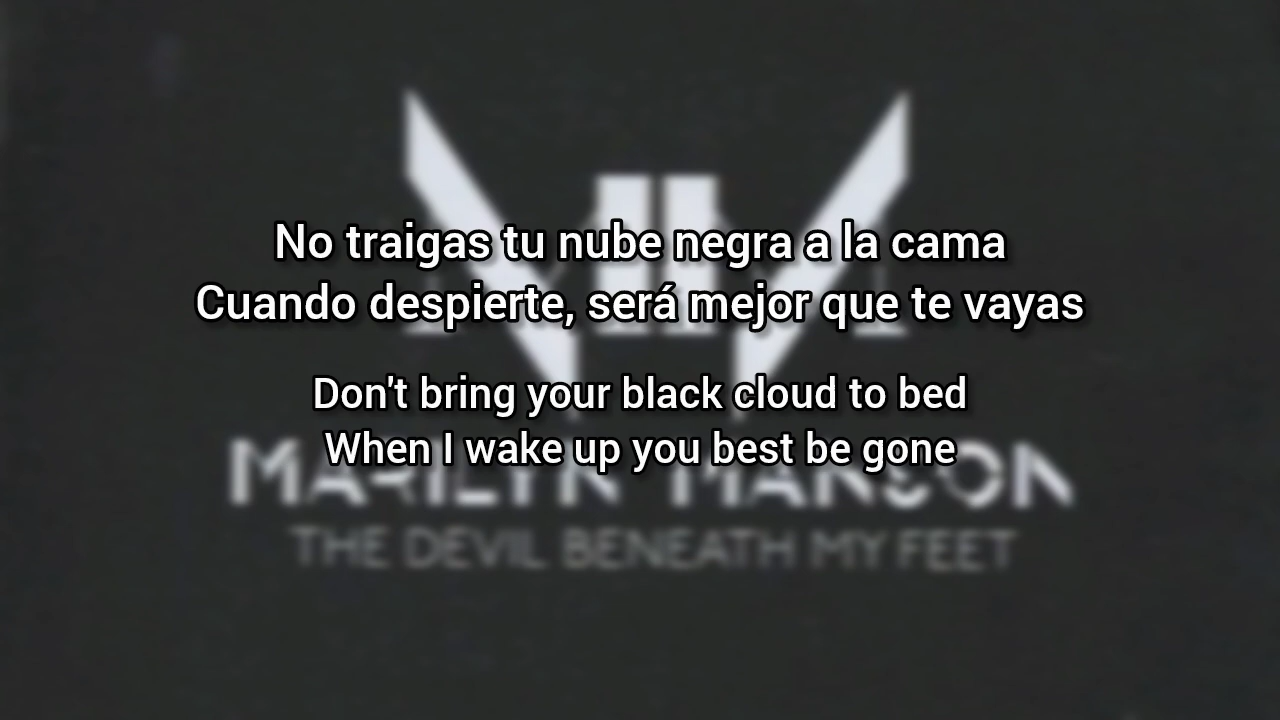 No traigas tu nube negra a la cama
Cuando despierte, será mejor que te vayas
Don't bring your black cloud to bed
When I wake up you best be gone
MARILYN MANSON
THE DEVIL BENEATH MY FEET